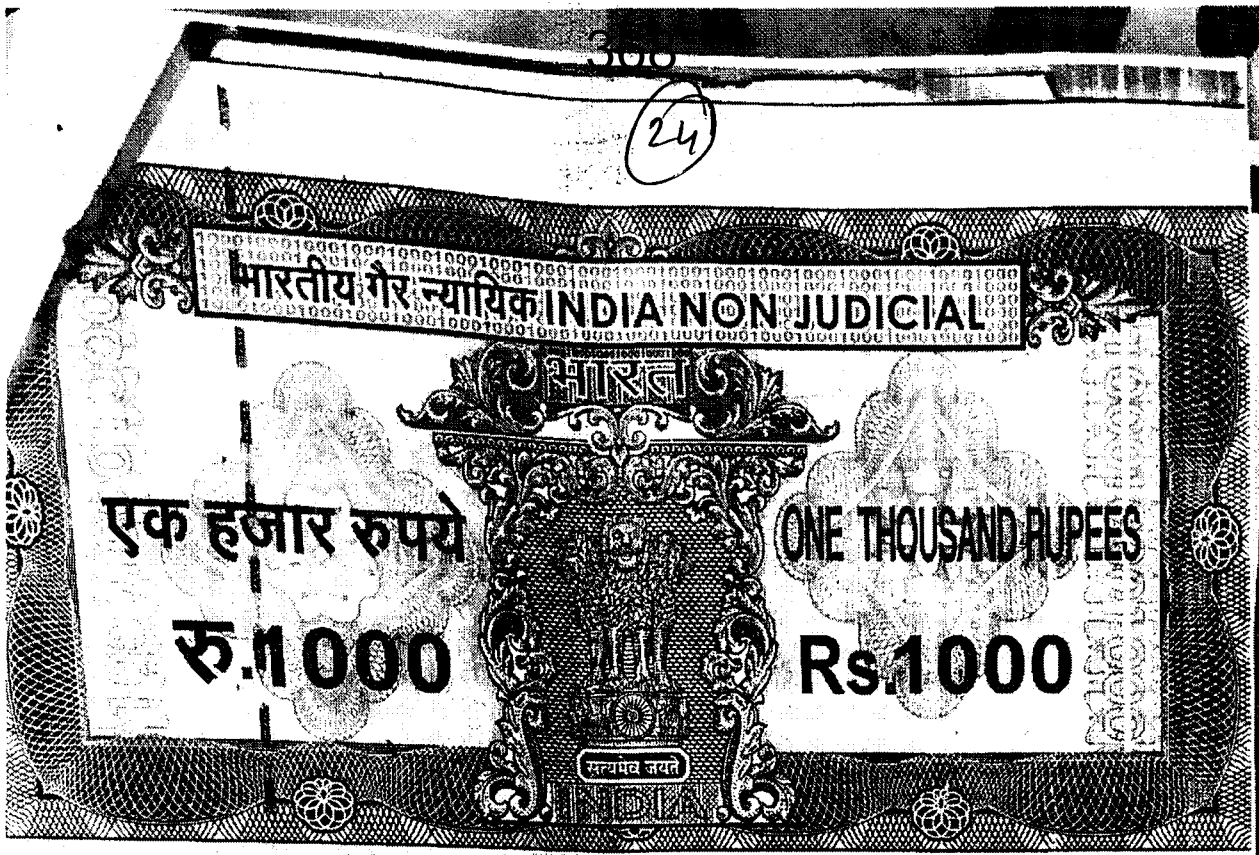 308
24
भारतीय गैर न्यायिक INDIA NON JUDICIAL
भारत
एक हजार रुपये
ONE THOUSAND RUPEES
रु.1000
Rs.1000
सत्यमेव जयते
INDIA